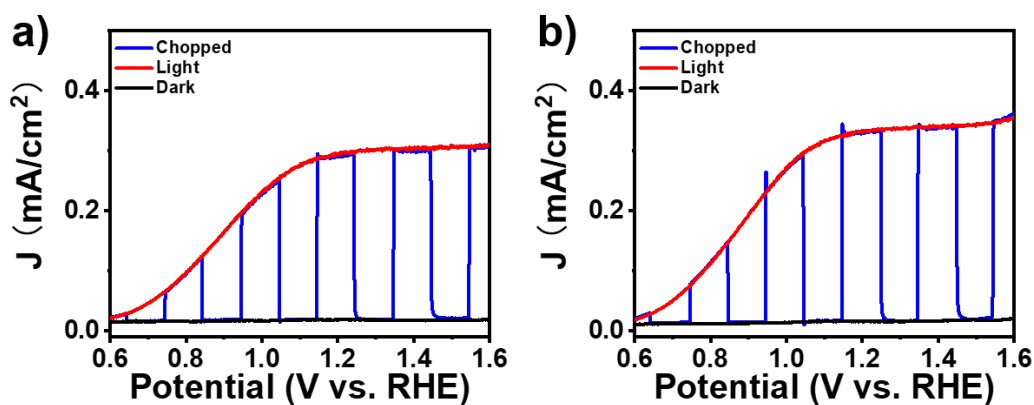 a)
J（mA/cm²）
Chopped
Light
Dark
0.4
0.2
0.0
0.6 0.8 1.0 1.2 1.4 1.6
Potential (V vs. RHE)
b)
J（mA/cm²）
Chopped
Light
Dark
0.4
0.2
0.0
0.6 0.8 1.0 1.2 1.4 1.6
Potential (V vs. RHE)